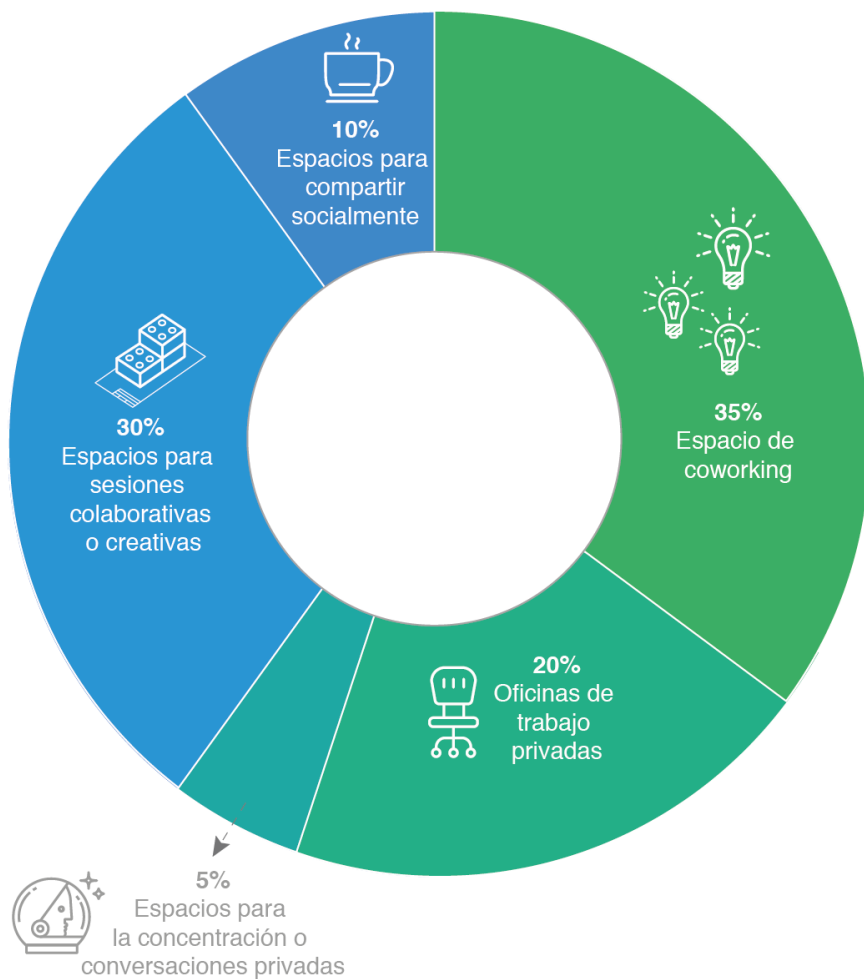 10%
Espacios para
compartir
socialmente
35%
Espacio de
coworking
30%
Espacios para
sesiones
colaborativas
o creativas
20%
Oficinas de
trabajo
privadas
5%
Espacios para
la concentración o
conversaciones privadas